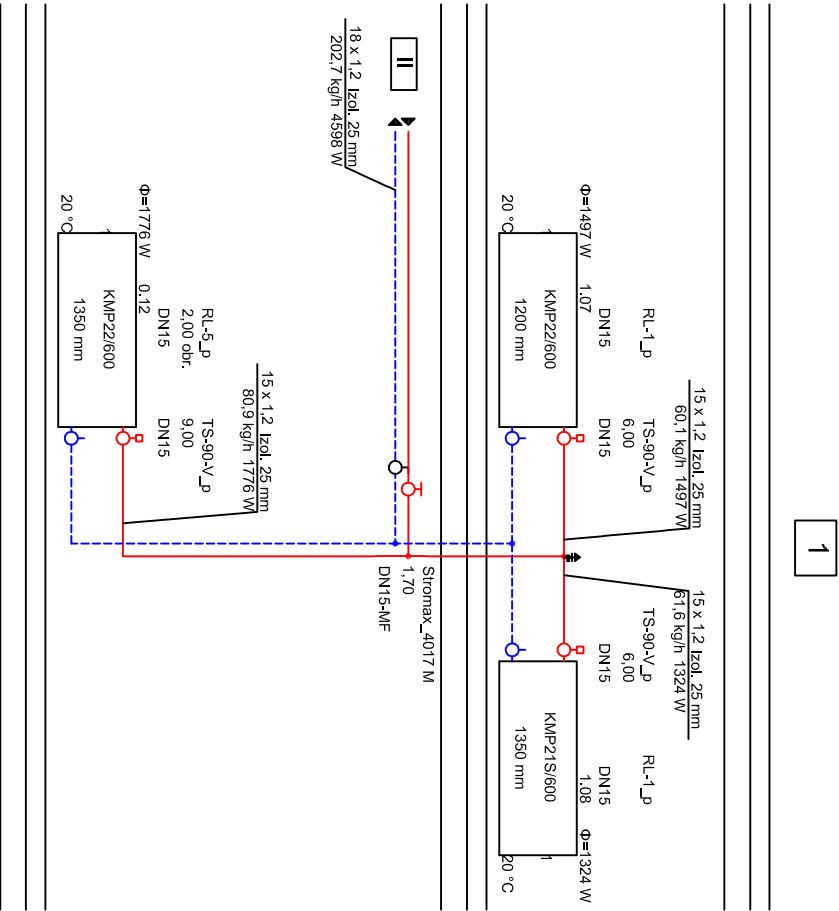 1
15 x 1,2 Izol. 25 mm
60,1 kg/h 1497 W
15 x 1,2 Izol. 25 mm
61,6 kg/h 1324 W
RL-1_p
DN15
1.07
TS-90-V_p
6,00
DN15
TS-90-V_p
6,00
DN15
RL-1_p
DN15
1.08
Φ=1497 W
1
KMP22/600
1200 mm
20 °C
Φ=1324 W
1
KMP21S/600
1350 mm
20 °C
II
18 x 1,2 Izol. 25 mm
202,7 kg/h 4598 W
Stromax_4017 M
1,70
DN15-MF
15 x 1,2 Izol. 25 mm
80,9 kg/h 1776 W
RL-5_p
2,00 obr.
DN15
0.12
TS-90-V_p
9,00
DN15
Φ=1776 W
1
KMP22/600
1350 mm
20 °C